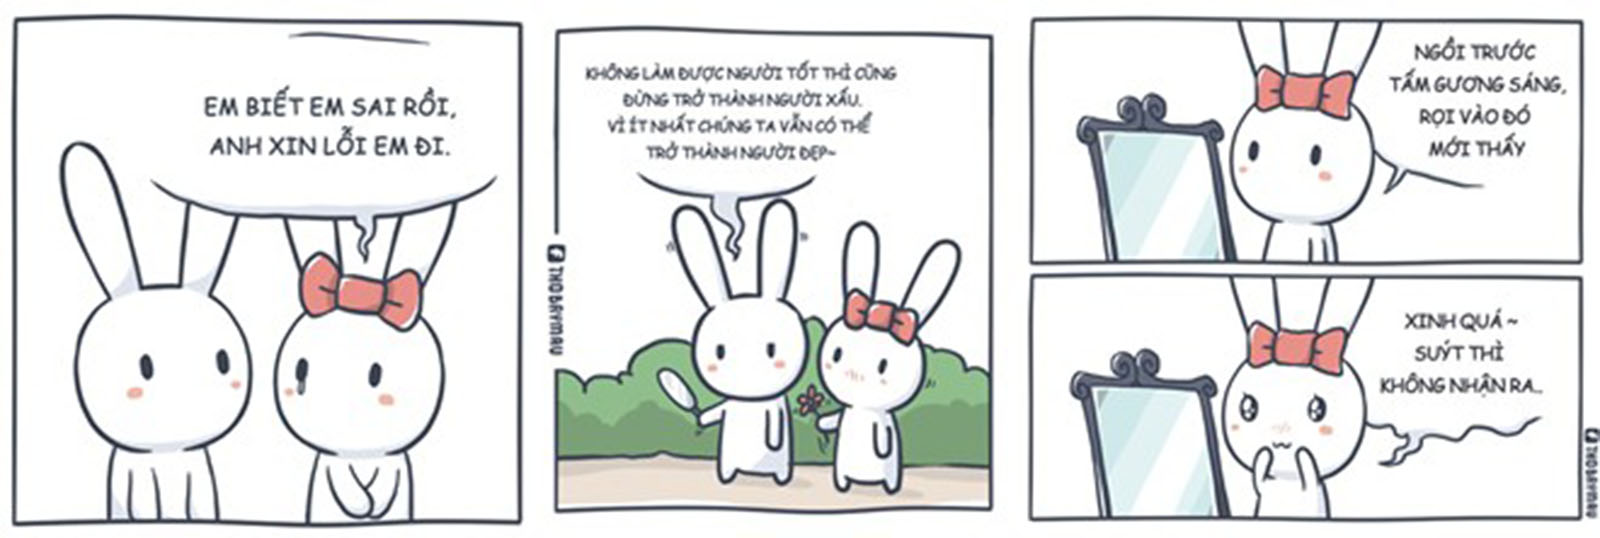 EM BIẾT EM SAI RỒI,
ANH XIN LỖI EM ĐI.
KHÔNG LÀM ĐƯỢC NGƯỜI TỐT THÌ CŨNG
ĐỪNG TRỞ THÀNH NGƯỜI XẤU.
VÌ ÍT NHẤT CHÚNG TA VẪN CÓ THỂ
TRỞ THÀNH NGƯỜI ĐẸP~
THOBAYMAU
NGỒI TRƯỚC
TẤM GƯƠNG SÁNG,
RỌI VÀO ĐÓ
MỚI THẤY
XINH QUÁ ~
SUÝT THÌ
KHÔNG NHẬN RA..
THOBAYMAU